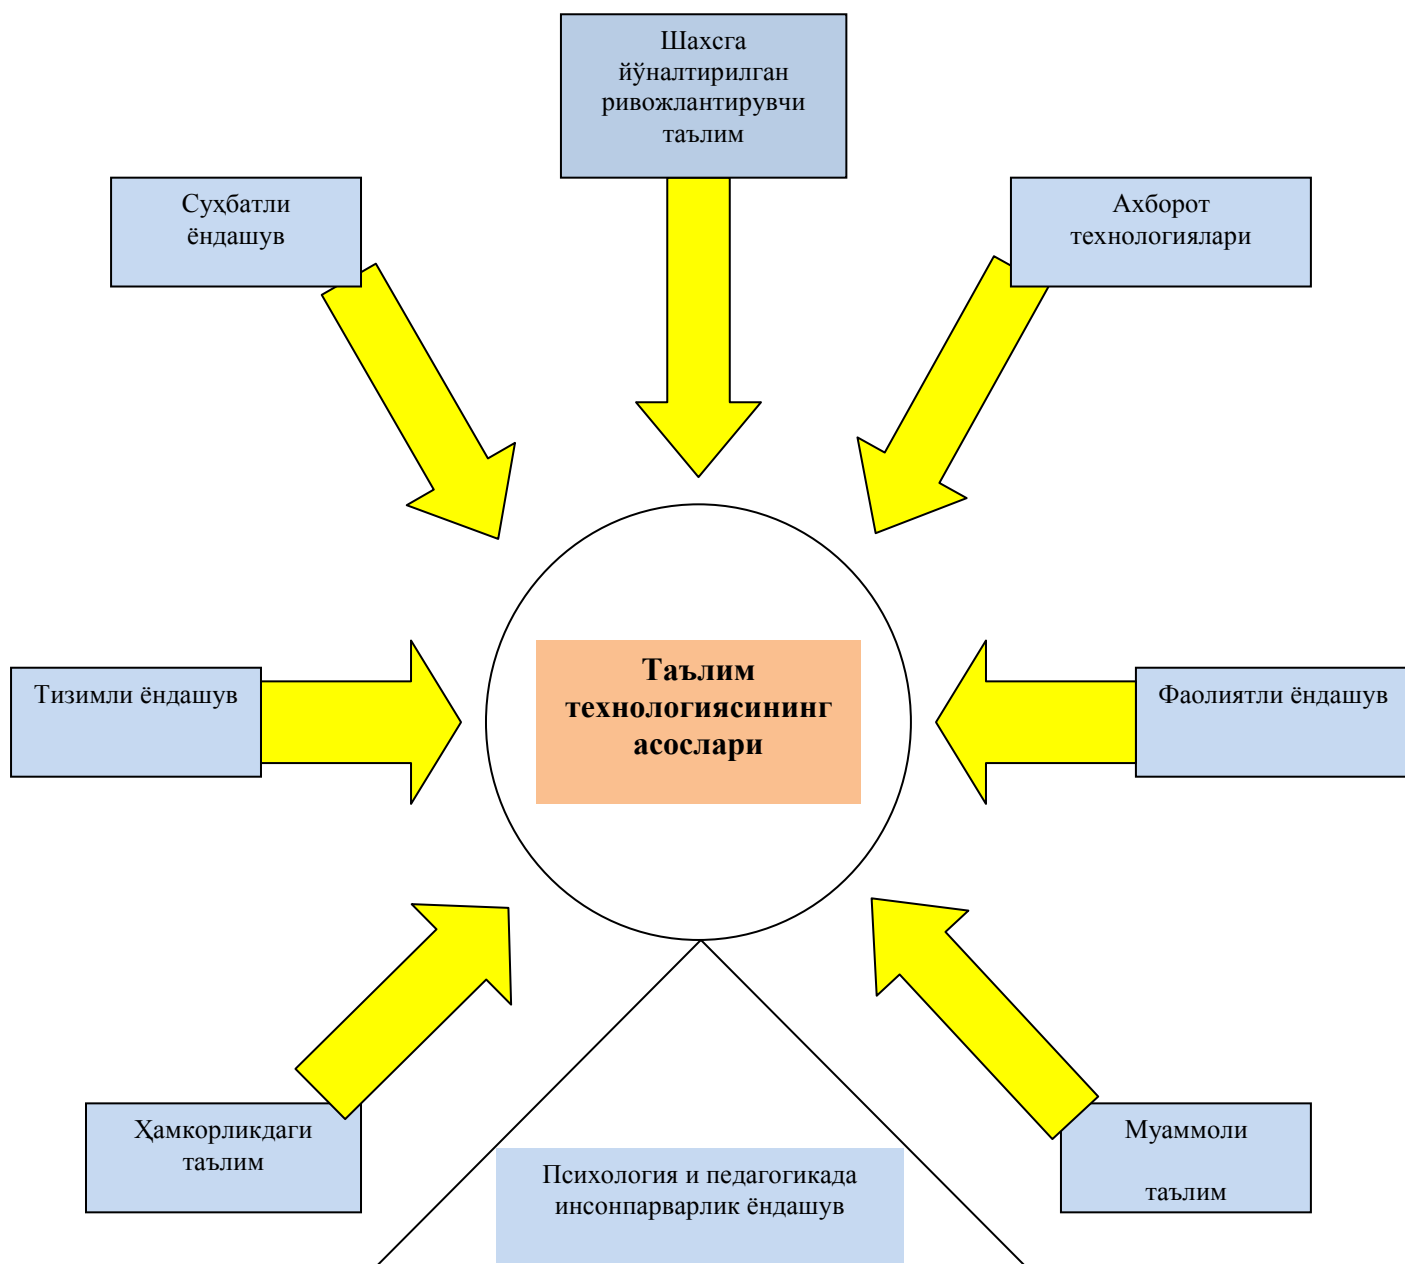 Шахсга
йўналтирилган
ривожлантирувчи
таълим
Суҳбатли
ёндашув
Ахборот
технологиялари
Таълим
технологиясининг
асослари
Тизимли ёндашув
Фаолиятли ёндашув
Ҳамкорликдаги
таълим
Муаммоли
таълим
Психология и педагогикада
инсонпарварлик ёндашув